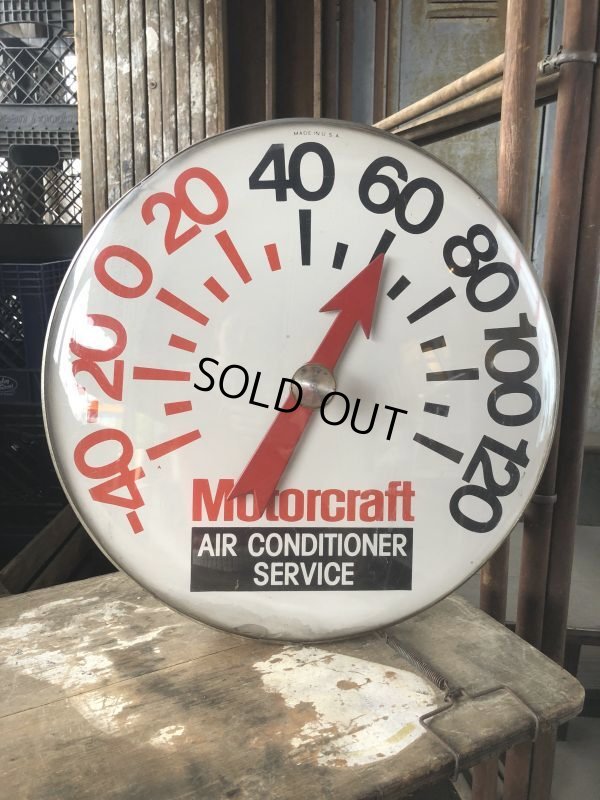 MADE IN U.S.A.
-40 -20 0 20 40 60 80 100 120
SOLD OUT
Motorcraft
AIR CONDITIONER
SERVICE